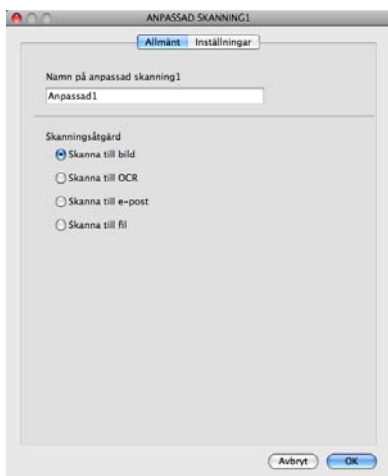 ANPASSAD SKANNING1
Allmänt Inställningar
Namn på anpassad skanning1
Anpassad1
Skanningsåtgärd
Skanna till bild
Skanna till OCR
Skanna till e-post
Skanna till fil
Avbryt OK